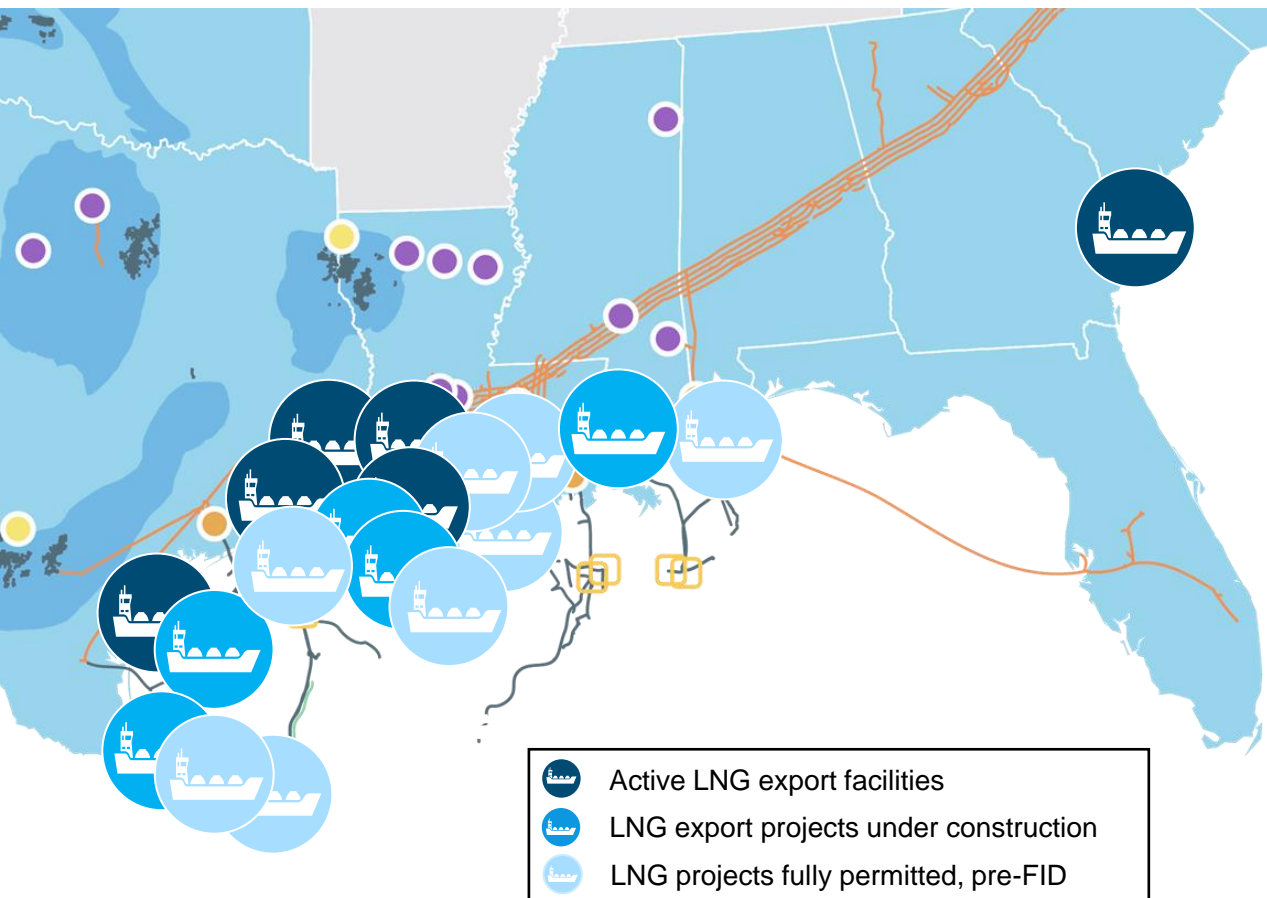 Active LNG export facilities
LNG export projects under construction
LNG projects fully permitted, pre-FID